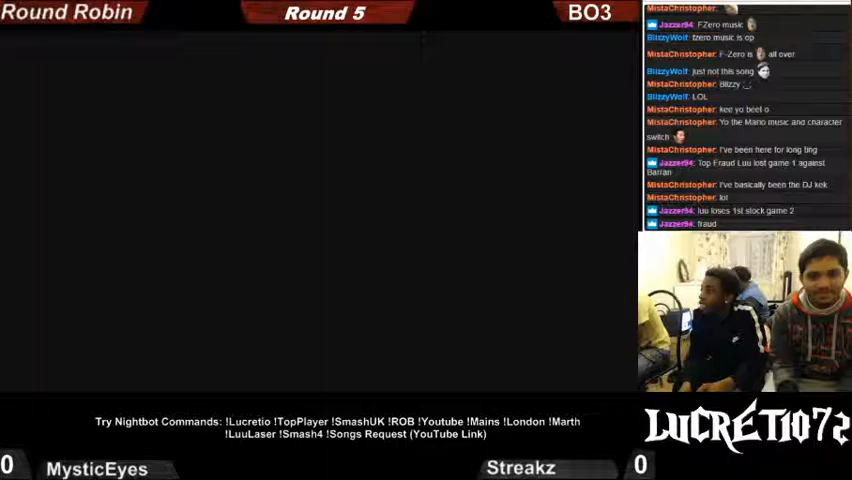 Round Robin
Round 5
BO3
MistaChristopher:
Jazzer94: FZero music
BlizzyWolf: fzero music is op
MistaChristopher: F-Zero is all over
BlizzyWolf: just not this song
MistaChristopher: Blizzy ;_;
BlizzyWolf: LOL
MistaChristopher: kee yo beet o
MistaChristopher: Yo the Mario music and character
switch
MistaChristopher: I've been here for long ting
Jazzer94: Top Fraud Luu lost game 1 against
Barran
MistaChristopher: I've basically been the DJ kek
MistaChristopher: lol
Jazzer94: luu loses 1st stock game 2
Jazzer94: fraud
Try Nightbot Commands: !Lucretio !TopPlayer !SmashUK !ROB !Youtube !Mains !London !Marth
!LuuLaser !Smash4 !Songs Request (YouTube Link)
LUCRETIO72
0 MysticEyes
Streakz 0